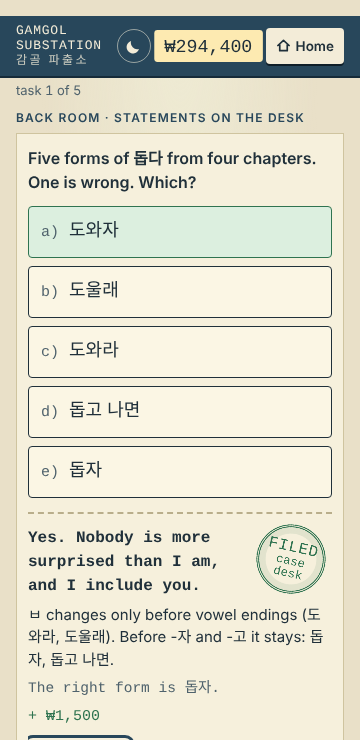 GAMGOL
SUBSTATION
감골 파출소
₩294,400
Home
task 1 of 5
BACK ROOM · STATEMENTS ON THE DESK
Five forms of 돕다 from four chapters.
One is wrong. Which?
a) 도와자
b) 도울래
c) 도와라
d) 돕고 나면
e) 돕자
Yes. Nobody is more
surprised than I am,
and I include you.
FILED
case
desk
ㅂ changes only before vowel endings (도
와라, 도울래). Before -자 and -고 it stays: 돕
자, 돕고 나면.
The right form is 돕자.
+ ₩1,500